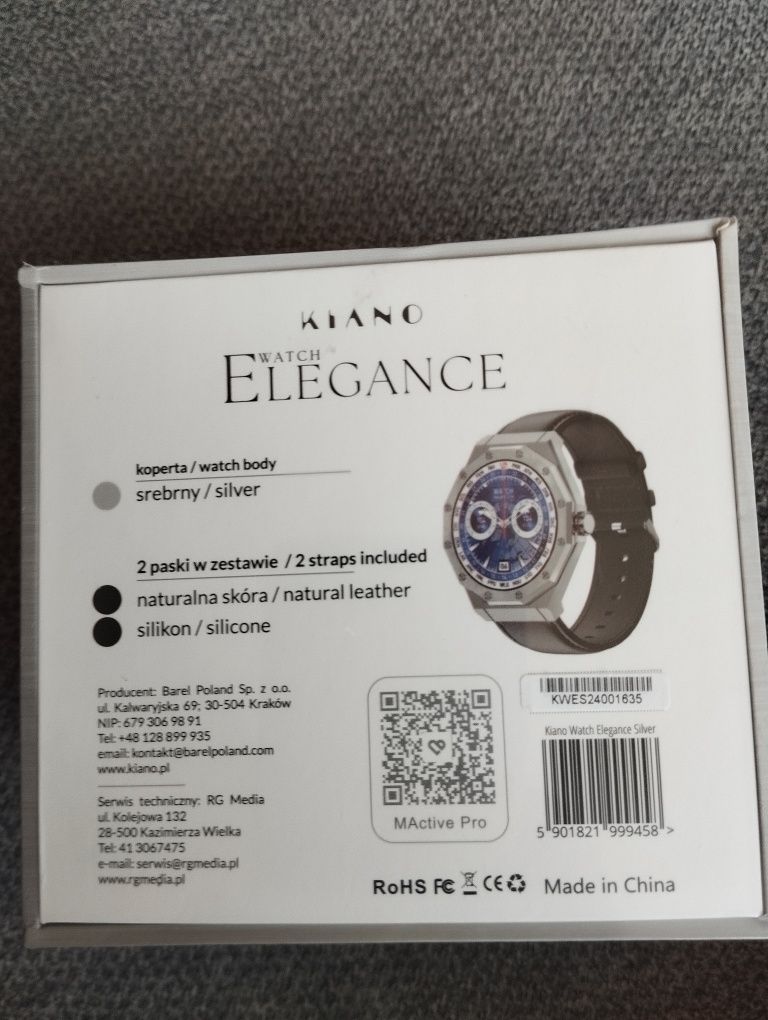 KIANO
WATCH
ELEGANCE
koperta / watch body
srebrny / silver
2 paski w zestawie / 2 straps included
naturalna skóra / natural leather
silikon / silicone
Producent: Barel Poland Sp. z o.o.
ul. Kalwaryjska 69; 30-504 Kraków
NIP: 679 306 98 91
Tel: +48 128 899 935
email: kontakt@barelpoland.com
www.kiano.pl
Serwis techniczny: RG Media
ul. Kolejowa 132
28-500 Kazimierza Wielka
Tel: 41 3067475
e-mail: serwis@rgmedia.pl
www.rgmedia.pl
MActive Pro
KWES24001635
Kiano Watch Elegance Silver
5 901821 999458 >
RoHS FC CE Made in China